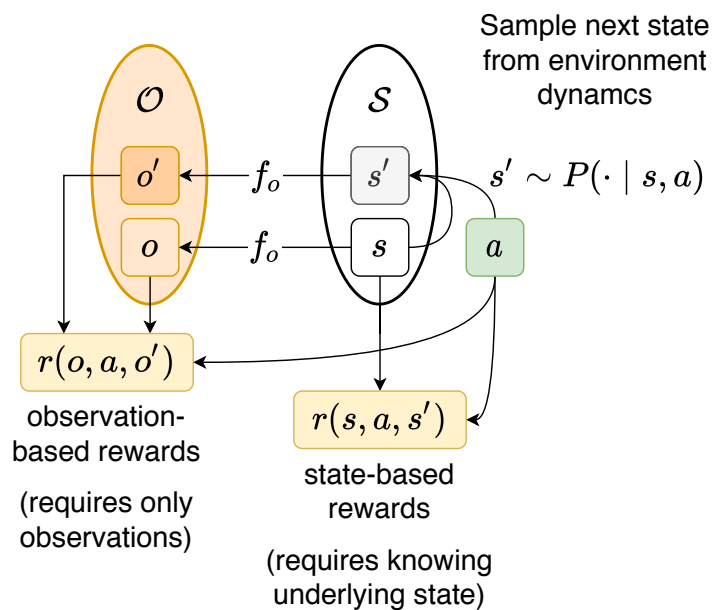 Sample next state
from environment
dynamcs
𝒪
𝒮
o′
f_o
s′
s′ ∼ P(· | s, a)
o
f_o
s
a
r(o, a, o′)
r(s, a, s′)
observation-
based rewards
(requires only
observations)
state-based
rewards
(requires knowing
underlying state)